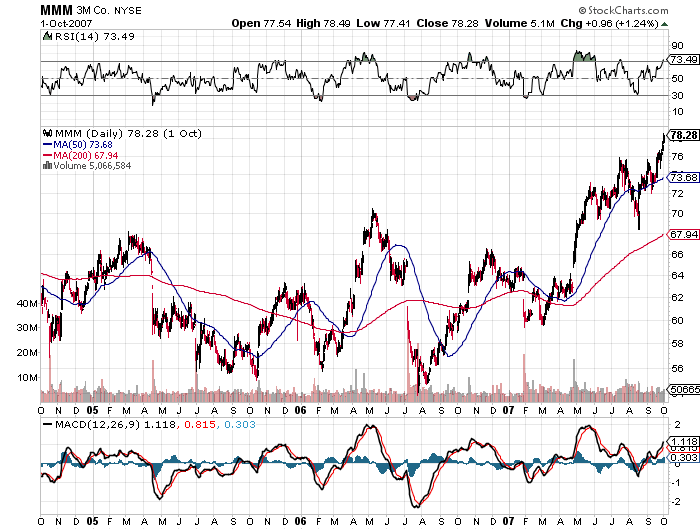 MMM 3M Co. NYSE © StockCharts.com
1-Oct-2007 Open 77.54 High 78.49 Low 77.41 Close 78.28 Volume 5.1M Chg +0.96 (+1.24%)
RSI(14) 73.49
90
73.49
50
30
10
MMM (Daily) 78.28 (1 Oct)
MA(50) 73.68
MA(200) 67.94
Volume 5,066,584
78.28
76
73.68
72
70
67.94
66
64
62
60
58
56
40M
30M
20M
10M
O N D 05 F M A M J J A S O N D 06 F M A M J J A S O N D 07 F M A M J J A S O
MACD(12,26,9) 1.118, 0.815, 0.303
2
1.118
0.303
0
-1
-2
O N D 05 F M A M J J A S O N D 06 F M A M J J A S O N D 07 F M A M J J A S O